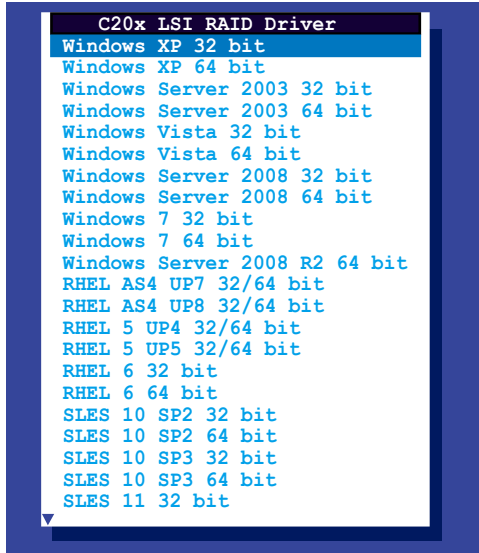 C20x LSI RAID Driver
Windows XP 32 bit
Windows XP 64 bit
Windows Server 2003 32 bit
Windows Server 2003 64 bit
Windows Vista 32 bit
Windows Vista 64 bit
Windows Server 2008 32 bit
Windows Server 2008 64 bit
Windows 7 32 bit
Windows 7 64 bit
Windows Server 2008 R2 64 bit
RHEL AS4 UP7 32/64 bit
RHEL AS4 UP8 32/64 bit
RHEL 5 UP4 32/64 bit
RHEL 5 UP5 32/64 bit
RHEL 6 32 bit
RHEL 6 64 bit
SLES 10 SP2 32 bit
SLES 10 SP2 64 bit
SLES 10 SP3 32 bit
SLES 10 SP3 64 bit
SLES 11 32 bit